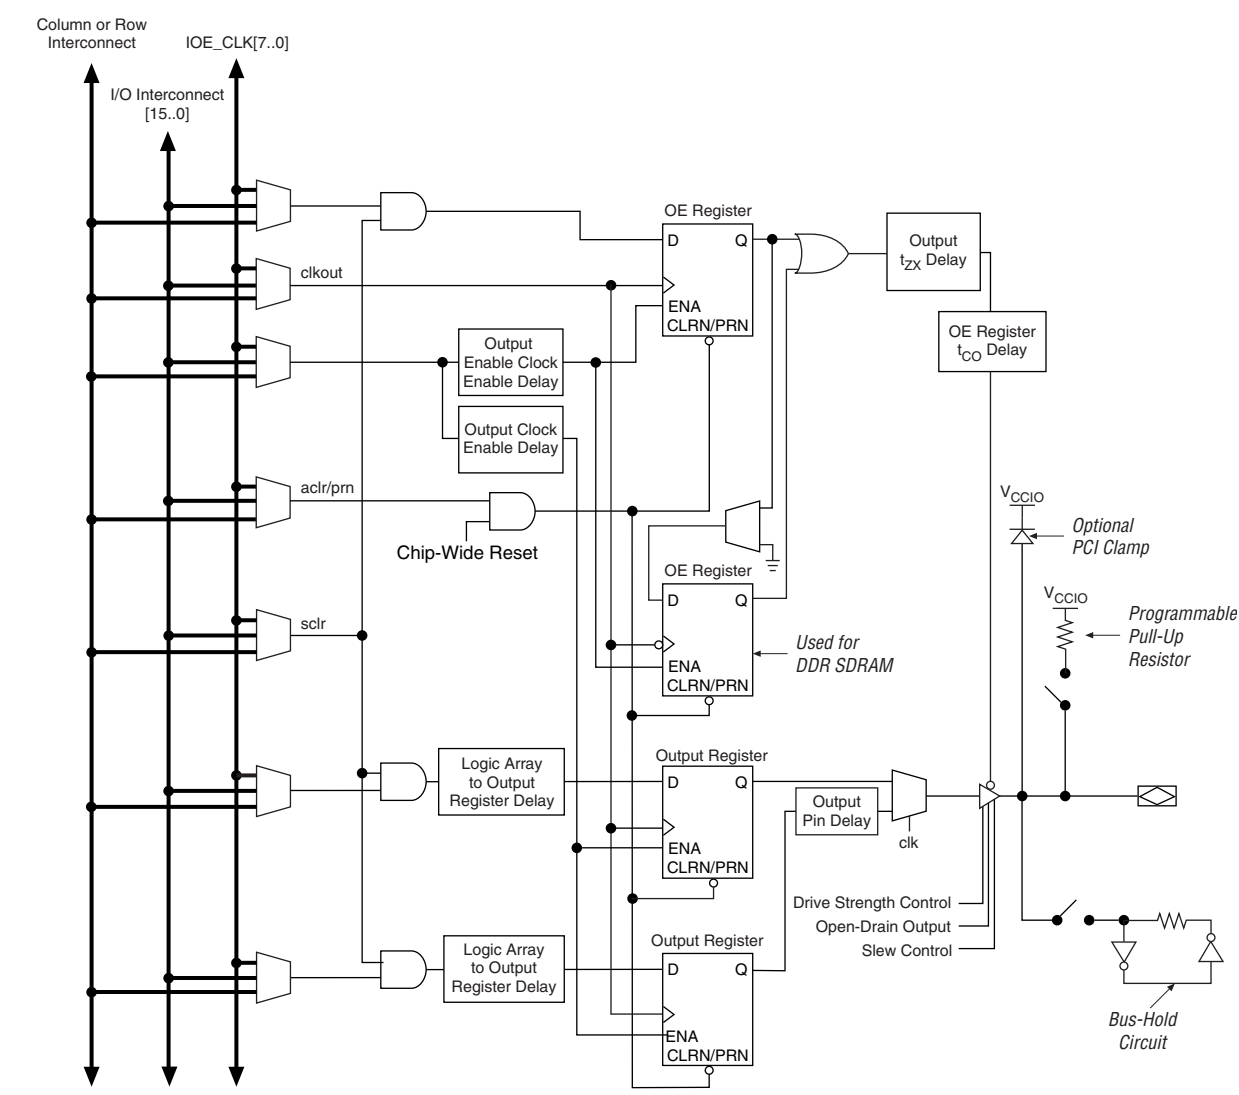 Column or Row
Interconnect
IOE_CLK[7..0]
I/O Interconnect
[15..0]
OE Register
D
Q
ENA
CLRN/PRN
Output
tZX Delay
OE Register
tCO Delay
clkout
Output
Enable Clock
Enable Delay
Output Clock
Enable Delay
aclr/prn
Chip-Wide Reset
VCCIO
Optional
PCI Clamp
OE Register
D
Q
ENA
CLRN/PRN
Used for
DDR SDRAM
VCCIO
Programmable
Pull-Up
Resistor
sclr
Logic Array
to Output
Register Delay
Output Register
D
Q
ENA
CLRN/PRN
Output
Pin Delay
clk
Drive Strength Control
Open-Drain Output
Slew Control
Logic Array
to Output
Register Delay
Output Register
D
Q
ENA
CLRN/PRN
Bus-Hold
Circuit